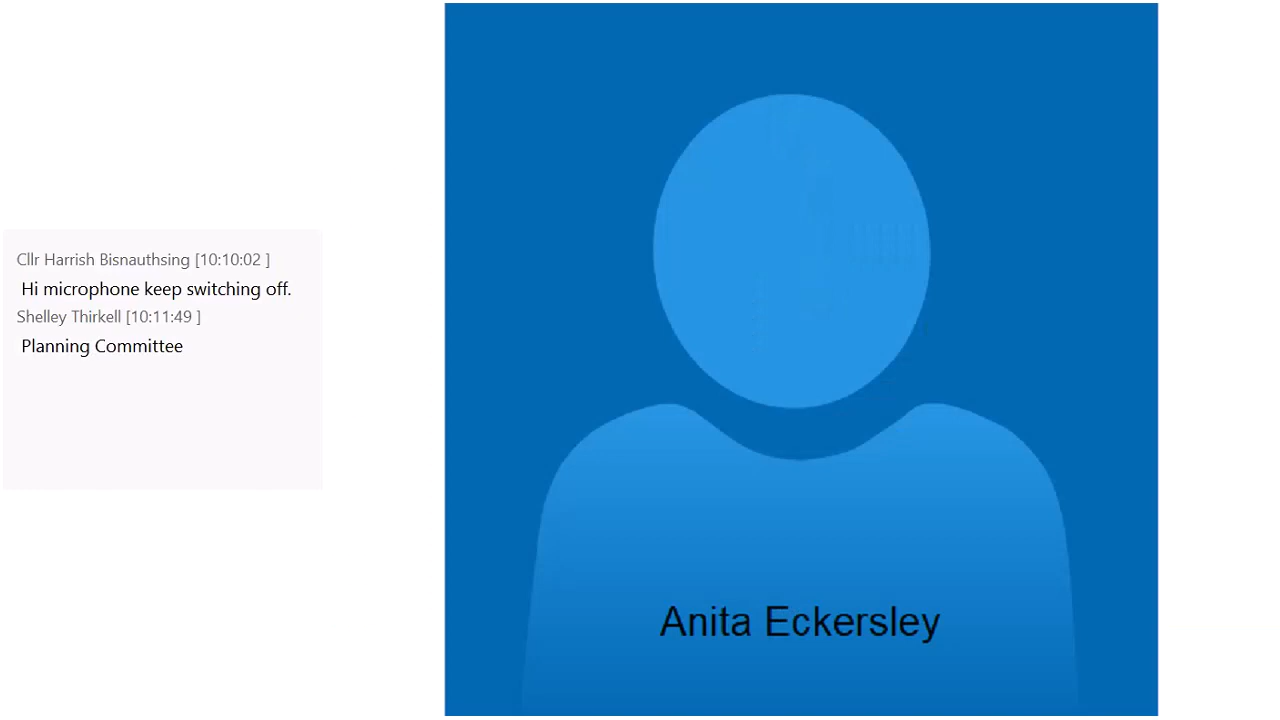 Cllr Harrish Bisnauthsing [10:10:02 ]
Hi microphone keep switching off.
Shelley Thirkell [10:11:49 ]
Planning Committee
Anita Eckersley